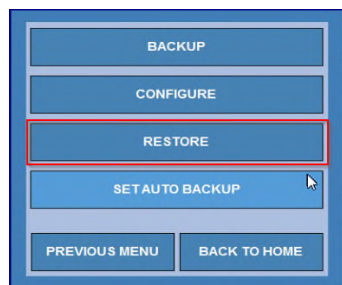 BACKUP
CONFIGURE
RESTORE
SET AUTO BACKUP
PREVIOUS MENU BACK TO HOME